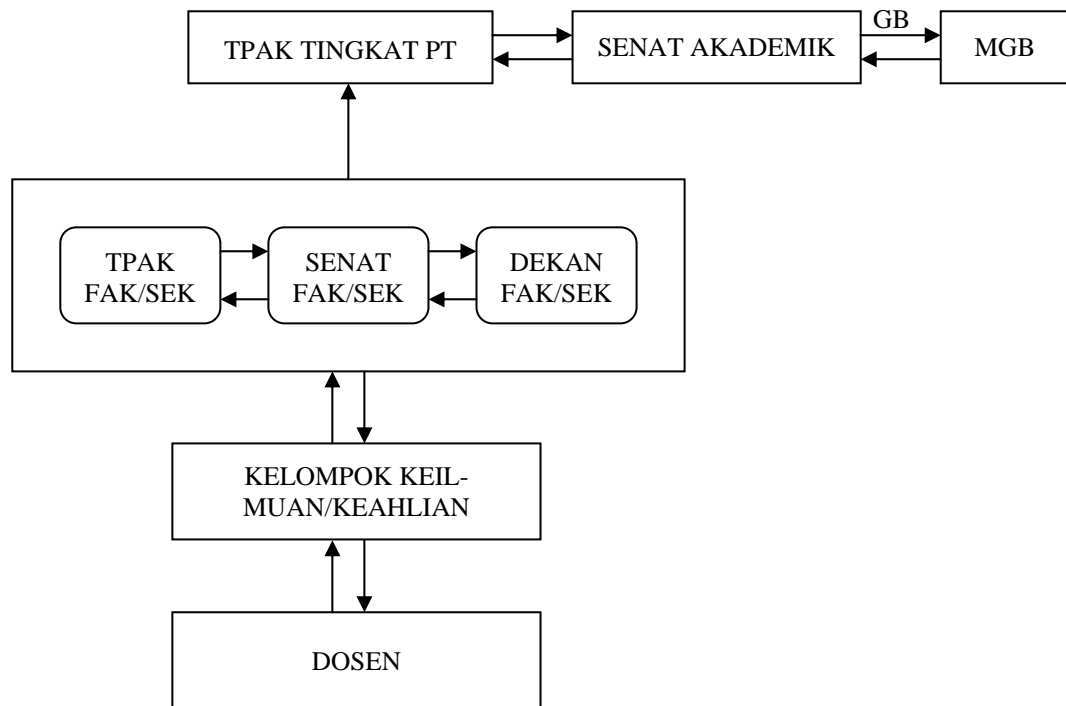 TPAK TINGKAT PT
SENAT AKADEMIK
GB
MGB
TPAK
FAK/SEK
SENAT
FAK/SEK
DEKAN
FAK/SEK
KELOMPOK KEIL-
MUAN/KEAHLIAN
DOSEN